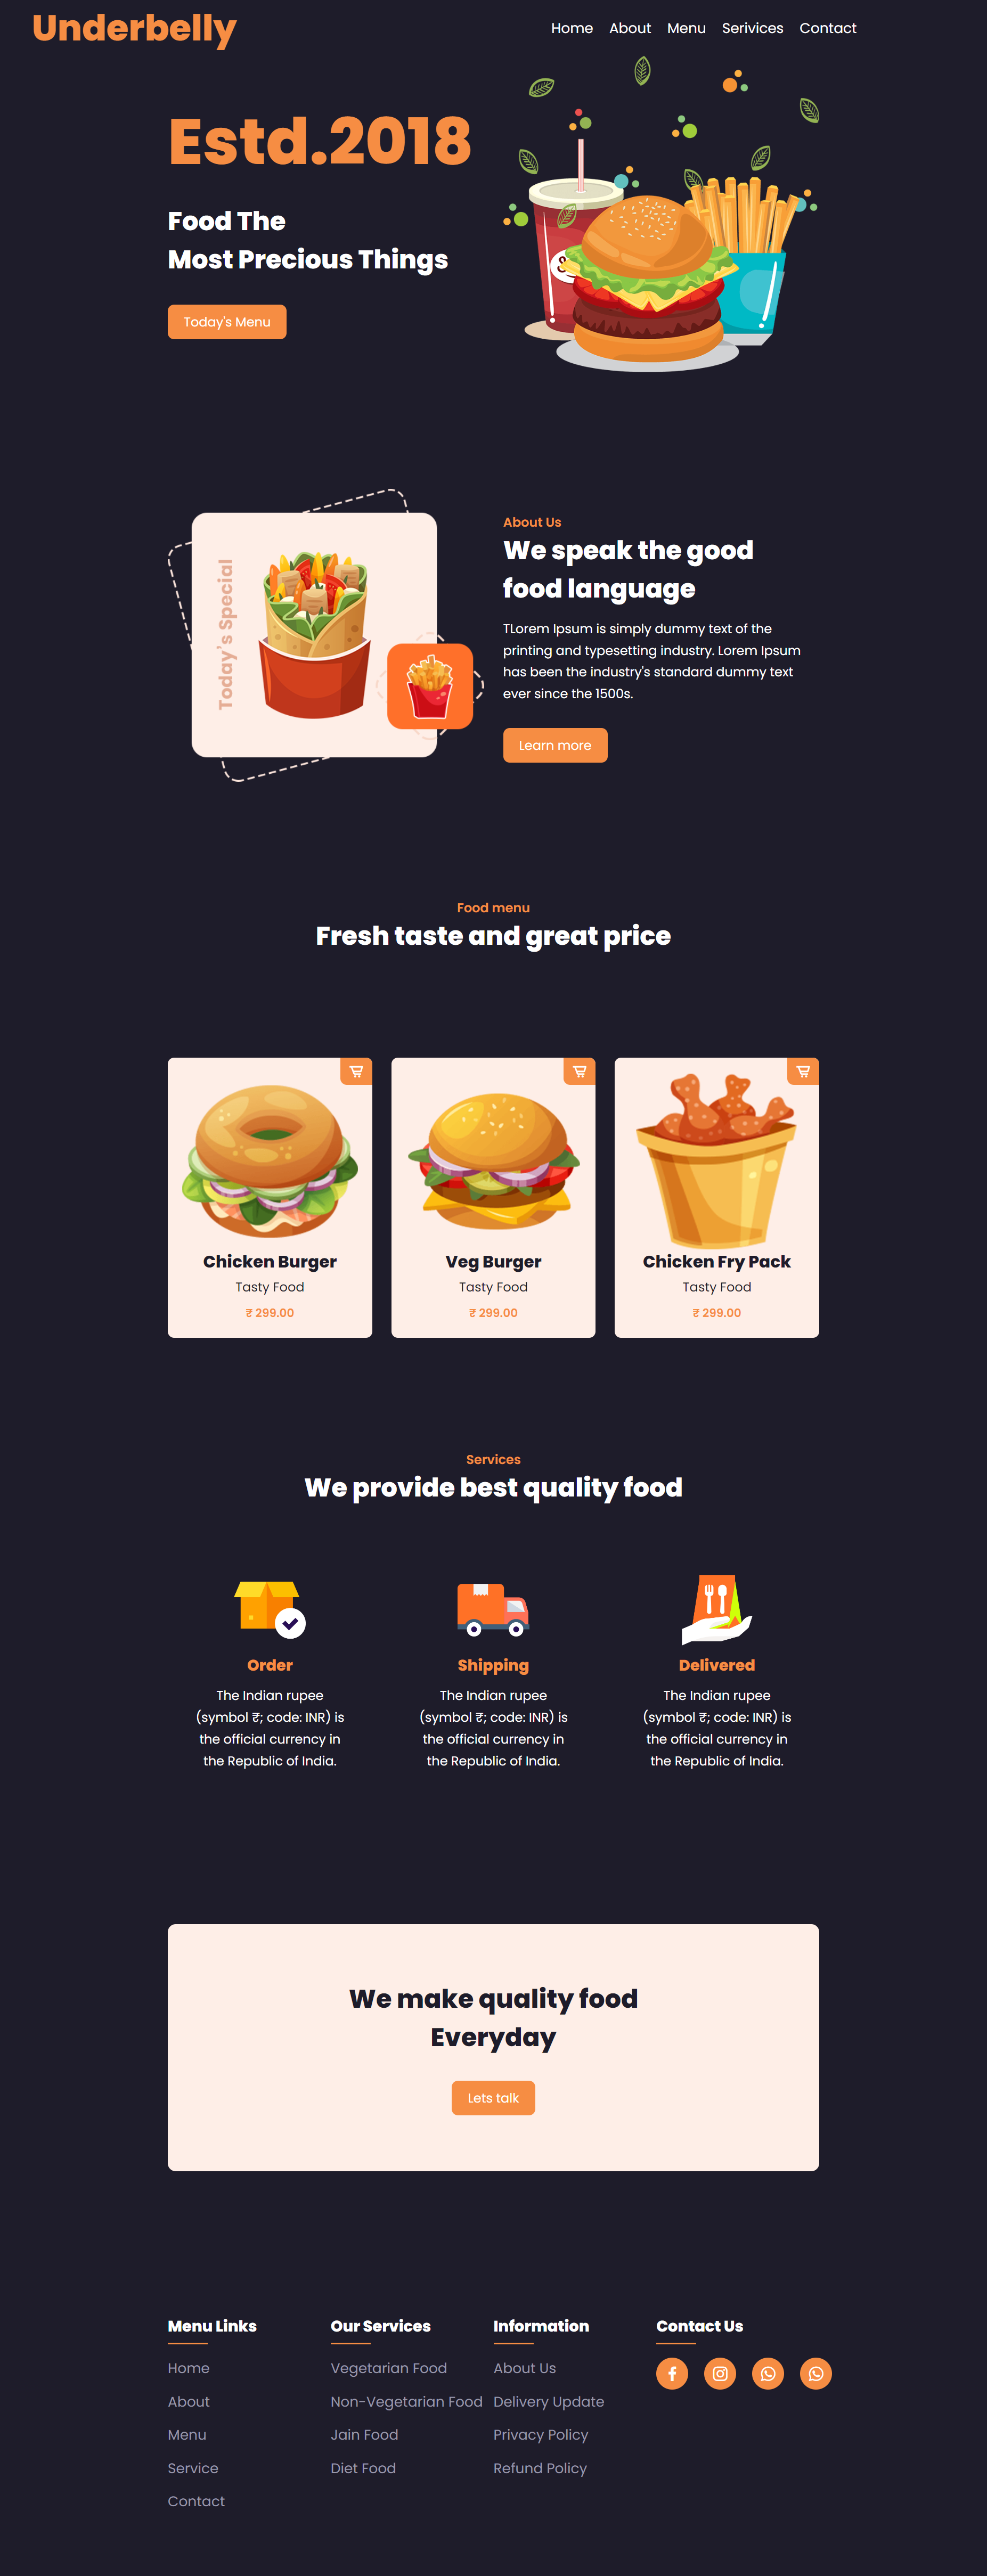 Underbelly
Home About Menu Serivices Contact
Estd.2018
Food The
Most Precious Things
Today's Menu
Today's Special
About Us
We speak the good
food language
TLorem Ipsum is simply dummy text of the
printing and typesetting industry. Lorem Ipsum
has been the industry's standard dummy text
ever since the 1500s.
Learn more
Food menu
Fresh taste and great price
Chicken Burger
Tasty Food
₹ 299.00
Veg Burger
Tasty Food
₹ 299.00
Chicken Fry Pack
Tasty Food
₹ 299.00
Services
We provide best quality food
Order
The Indian rupee
(symbol ₹; code: INR) is
the official currency in
the Republic of India.
Shipping
The Indian rupee
(symbol ₹; code: INR) is
the official currency in
the Republic of India.
Delivered
The Indian rupee
(symbol ₹; code: INR) is
the official currency in
the Republic of India.
We make quality food
Everyday
Lets talk
Menu Links
Home
About
Menu
Service
Contact
Our Services
Vegetarian Food
Non-Vegetarian Food
Jain Food
Diet Food
Information
About Us
Delivery Update
Privacy Policy
Refund Policy
Contact Us